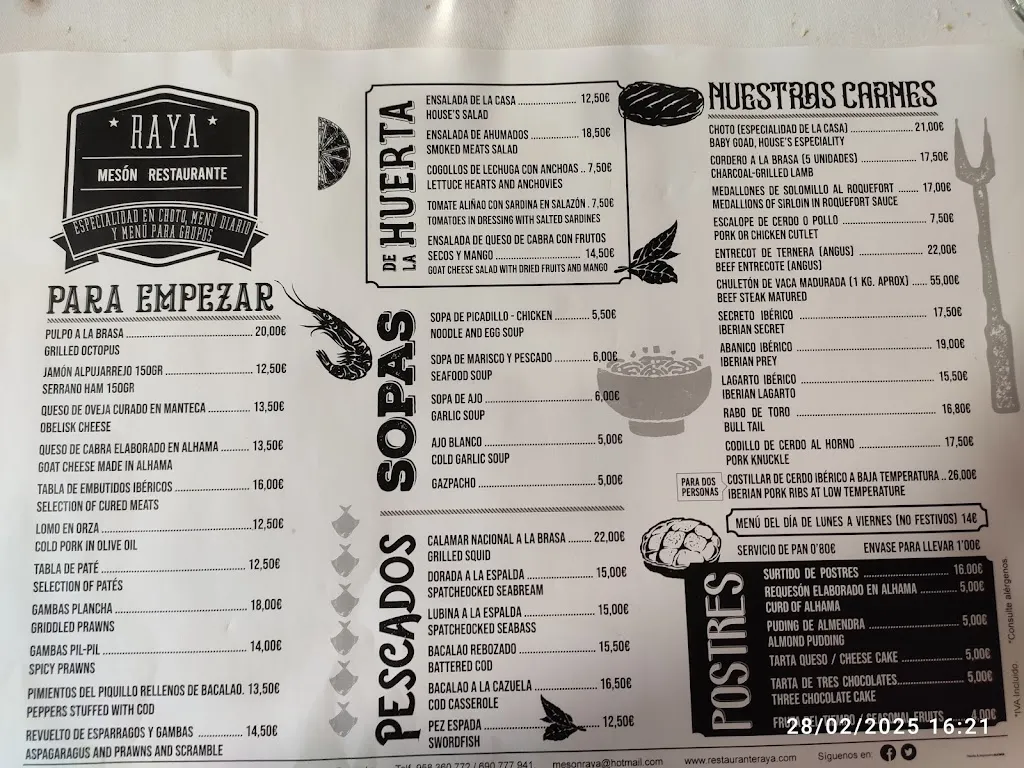 RAYA
MESÓN RESTAURANTE
ESPECIALIDAD EN CHOTO, MENÚ DIARIO
Y MENÚ PARA GRUPOS
PARA EMPEZAR
PULPO A LA BRASA 20,00€
GRILLED OCTOPUS
JAMÓN ALPUJARREJO 150GR 12,50€
SERRANO HAM 150GR
QUESO DE OVEJA CURADO EN MANTECA 13,50€
OBELISK CHEESE
QUESO DE CABRA ELABORADO EN ALHAMA 13,50€
GOAT CHEESE MADE IN ALHAMA
TABLA DE EMBUTIDOS IBÉRICOS 16,00€
SELECTION OF CURED MEATS
LOMO EN ORZA 12,50€
COLD PORK IN OLIVE OIL
TABLA DE PATÉ 12,50€
SELECTION OF PATÉS
GAMBAS PLANCHA 18,00€
GRIDDLED PRAWNS
GAMBAS PIL-PIL 14,00€
SPICY PRAWNS
PIMIENTOS DEL PIQUILLO RELLENOS DE BACALAO. 13,50€
PEPPERS STUFFED WITH COD
REVUELTO DE ESPARRAGOS Y GAMBAS 14,50€
ASPAGARAGUS AND PRAWNS AND SCRAMBLE
DE LA HUERTA
ENSALADA DE LA CASA 12,50€
HOUSE'S SALAD
ENSALADA DE AHUMADOS 18,50€
SMOKED MEATS SALAD
COGOLLOS DE LECHUGA CON ANCHOAS .. 7,50€
LETTUCE HEARTS AND ANCHOVIES
TOMATE ALIÑAO CON SARDINA EN SALAZÓN . 7,50€
TOMATOES IN DRESSING WITH SALTED SARDINES
ENSALADA DE QUESO DE CABRA CON FRUTOS
SECOS Y MANGO 14,50€
GOAT CHEESE SALAD WITH DRIED FRUITS AND MANGO
SOPAS
SOPA DE PICADILLO - CHICKEN 5,50€
NOODLE AND EGG SOUP
SOPA DE MARISCO Y PESCADO 6,00€
SEAFOOD SOUP
SOPA DE AJO 6,00€
GARLIC SOUP
AJO BLANCO 5,00€
COLD GARLIC SOUP
GAZPACHO 5,00€
PESCADOS
CALAMAR NACIONAL A LA BRASA 22,00€
GRILLED SQUID
DORADA A LA ESPALDA 15,00€
SPATCHEOCKED SEABREAM
LUBINA A LA ESPALDA 15,00€
SPATCHEOCKED SEABASS
BACALAO REBOZADO 15,50€
BATTERED COD
BACALAO A LA CAZUELA 16,50€
COD CASSEROLE
PEZ ESPADA 12,50€
SWORDFISH
NUESTRAS CARNES
CHOTO (ESPECIALIDAD DE LA CASA) 21,00€
BABY GOAD, HOUSE'S ESPECIALITY
CORDERO A LA BRASA (5 UNIDADES) 17,50€
CHARCOAL-GRILLED LAMB
MEDALLONES DE SOLOMILLO AL ROQUEFORT 17,00€
MEDALLIONS OF SIRLOIN IN ROQUEFORT SAUCE
ESCALOPE DE CERDO O POLLO 7,50€
PORK OR CHICKEN CUTLET
ENTRECOT DE TERNERA (ANGUS) 22,00€
BEEF ENTRECOTE (ANGUS)
CHULETÓN DE VACA MADURADA (1 KG. APROX) 55,00€
BEEF STEAK MATURED
SECRETO IBÉRICO 17,50€
IBERIAN SECRET
ABANICO IBÉRICO 19,00€
IBERIAN PREY
LAGARTO IBÉRICO 15,50€
IBERIAN LAGARTO
RABO DE TORO 16,80€
BULL TAIL
CODILLO DE CERDO AL HORNO 17,50€
PORK KNUCKLE
PARA DOS
PERSONAS
COSTILLAR DE CERDO IBÉRICO A BAJA TEMPERATURA .. 26,00€
IBERIAN PORK RIBS AT LOW TEMPERATURE
MENÚ DEL DÍA DE LUNES A VIERNES (NO FESTIVOS) 14€
SERVICIO DE PAN 0'80€ ENVASE PARA LLEVAR 1'00€
POSTRES
SURTIDO DE POSTRES 16.00€
REQUESÓN ELABORADO EN ALHAMA 5,00€
CURD OF ALHAMA
PUDING DE ALMENDRA 5,00€
ALMOND PUDDING
TARTA QUESO / CHEESE CAKE 5,00€
TARTA DE TRES CHOCOLATES 5,00€
THREE CHOCOLATE CAKE
SEASONAL FRUITS 4,00€
*Consulte alérgenos.
*IVA Incluido.
Telf. 958 360 772 / 690 777 941 mesonraya@hotmail.com www.restauranteraya.com Síguenos en:
28/02/2025 16:21